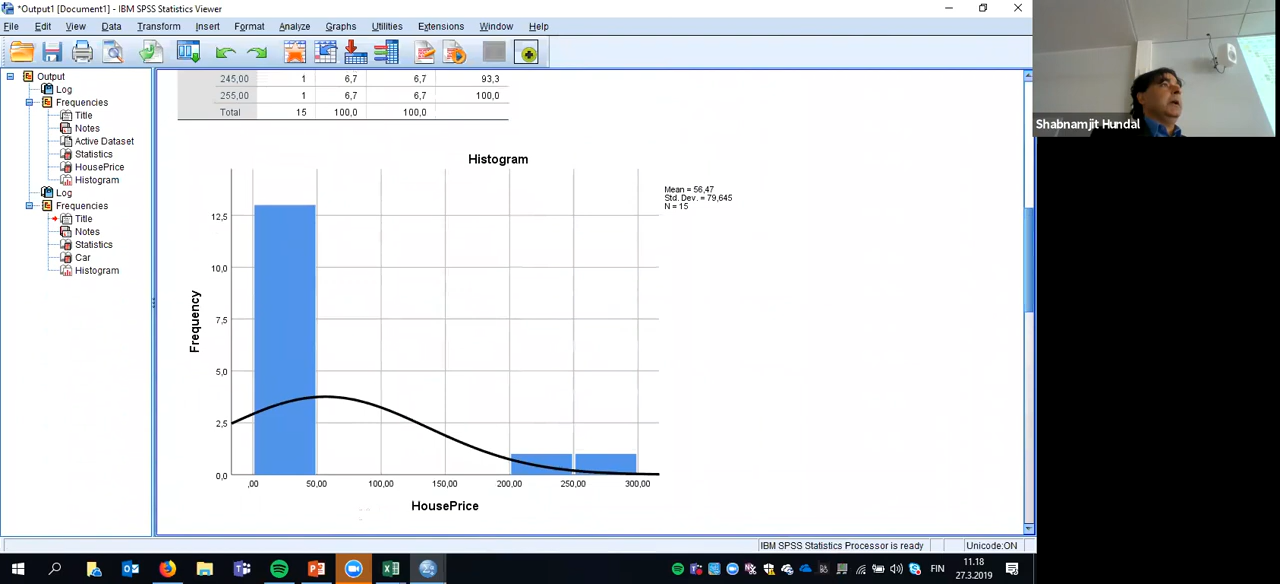 *Output1 [Document1] - IBM SPSS Statistics Viewer
File Edit View Data Transform Insert Format Analyze Graphs Utilities Extensions Window Help
Output
Log
Frequencies
Title
Notes
Active Dataset
Statistics
HousePrice
Histogram
Log
Frequencies
Title
Notes
Statistics
Car
Histogram
245,00 1 6,7 6,7 93,3
255,00 1 6,7 6,7 100,0
Total 15 100,0 100,0
Histogram
Mean = 56,47
Std. Dev. = 79,645
N = 15
Frequency
12,5
10,0
7,5
5,0
2,5
0,0
,00 50,00 100,00 150,00 200,00 250,00 300,00
HousePrice
Shabnamjit Hundal
IBM SPSS Statistics Processor is ready Unicode:ON
FIN
11.18
27.3.2019